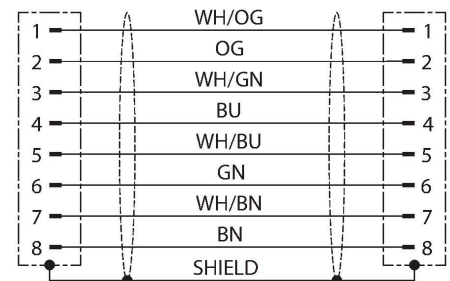 WH/OG
1 1
OG
2 2
WH/GN
3 3
BU
4 4
WH/BU
5 5
GN
6 6
WH/BN
7 7
BN
8 8
SHIELD